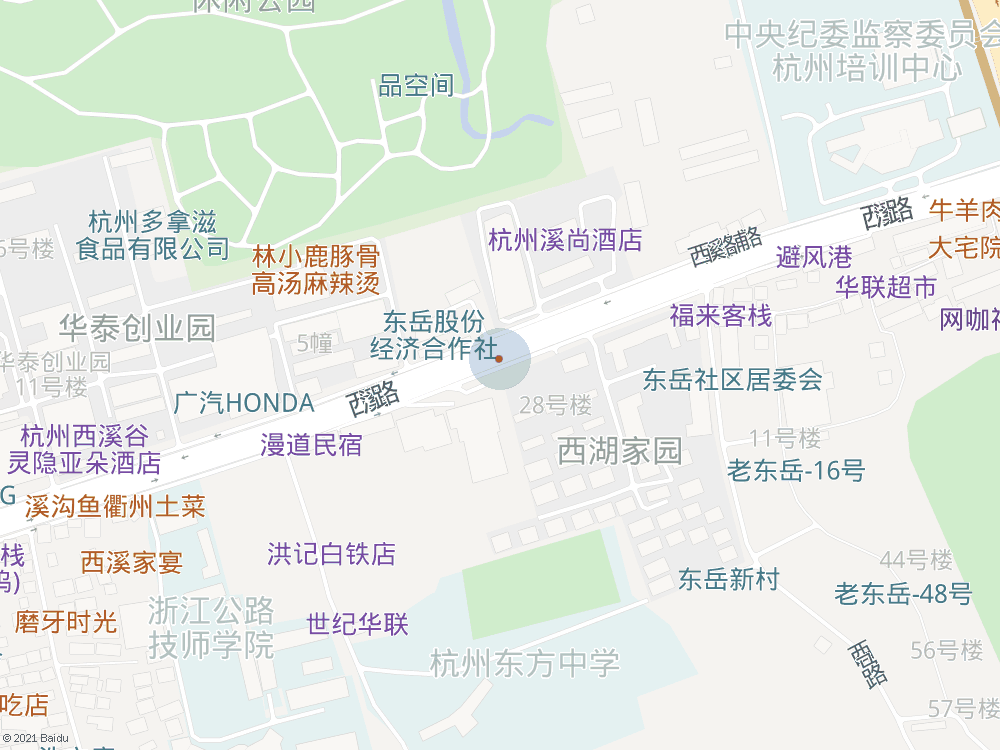 休闲公园
中央纪委监察委员会
杭州培训中心
品空间
杭州多拿滋
食品有限公司
5号楼
林小鹿豚骨
高汤麻辣烫
杭州溪尚酒店
西溪路辅路
西溪路
牛羊肉
大宅院
避风港
华联超市
网咖
福来客栈
华泰创业园
5幢
东岳股份
经济合作社
华泰创业园
11号楼
广汽HONDA
西溪路
28号楼
东岳社区居委会
杭州西溪谷
灵隐亚朵酒店
漫道民宿
西湖家园
11号楼
老东岳-16号
G
溪沟鱼衢州土菜
栈
坞)
西溪家宴
洪记白铁店
东岳新村
44号楼
老东岳-48号
磨牙时光
浙江公路
技师学院
世纪华联
杭州东方中学
56号楼
57号楼
吃店
© 2021 Baidu